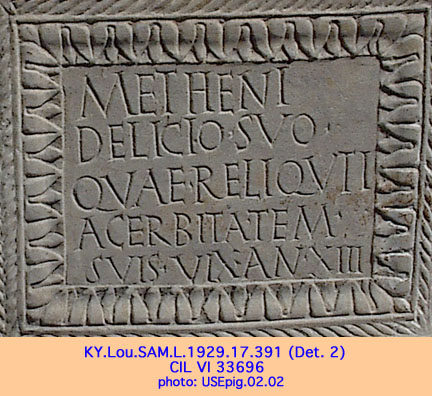 METHENI
DELICIO·SVO·
QVAE·RELIQVIT
ACERBITATEM·
SVIS·VIX·AN·XIII
KY.Lou.SAM.L.1929.17.391 (Det. 2)
CIL VI 33696
photo: USEpig.02.02